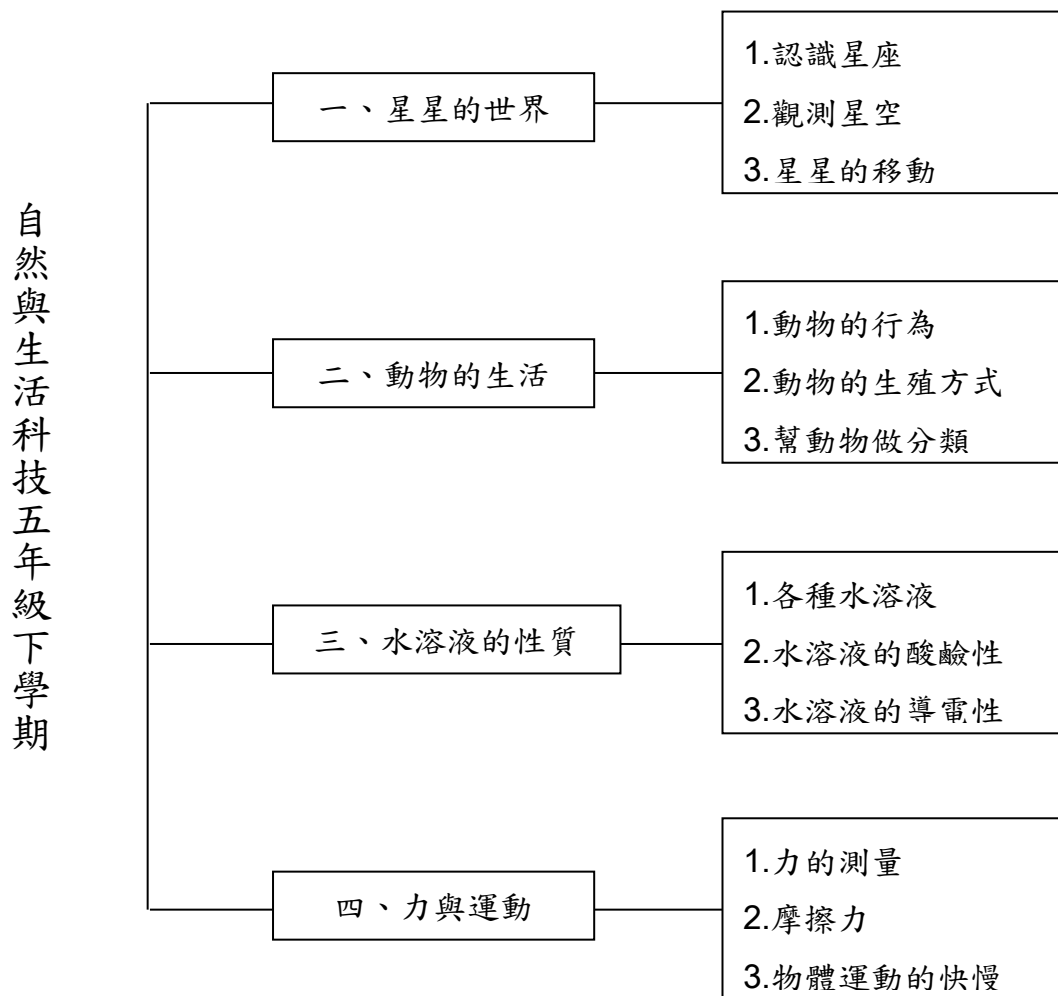 自然與生活科技五年級下學期
一、星星的世界
1.認識星座
2.觀測星空
3.星星的移動
二、動物的生活
1.動物的行為
2.動物的生殖方式
3.幫動物做分類
三、水溶液的性質
1.各種水溶液
2.水溶液的酸鹼性
3.水溶液的導電性
四、力與運動
1.力的測量
2.摩擦力
3.物體運動的快慢